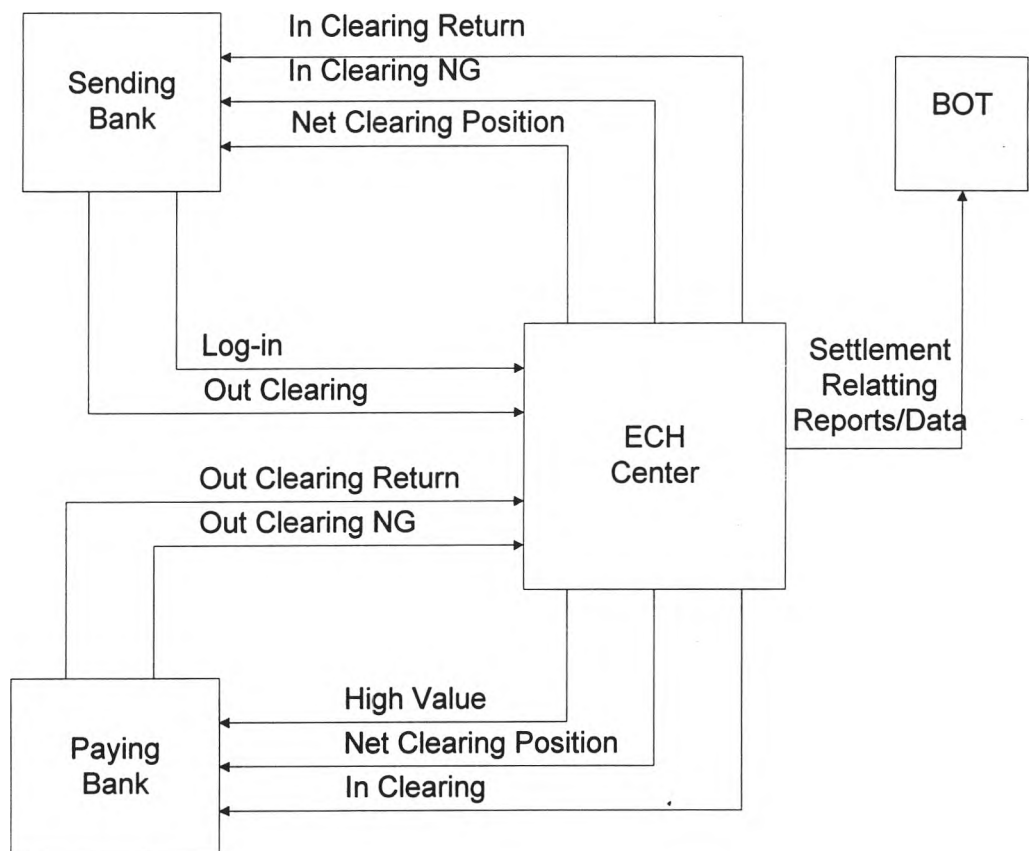 In Clearing Return
In Clearing NG
Net Clearing Position
Sending
Bank
BOT
Log-in
Out Clearing
Settlement
Relatting
Reports/Data
ECH
Center
Out Clearing Return
Out Clearing NG
High Value
Net Clearing Position
In Clearing
Paying
Bank